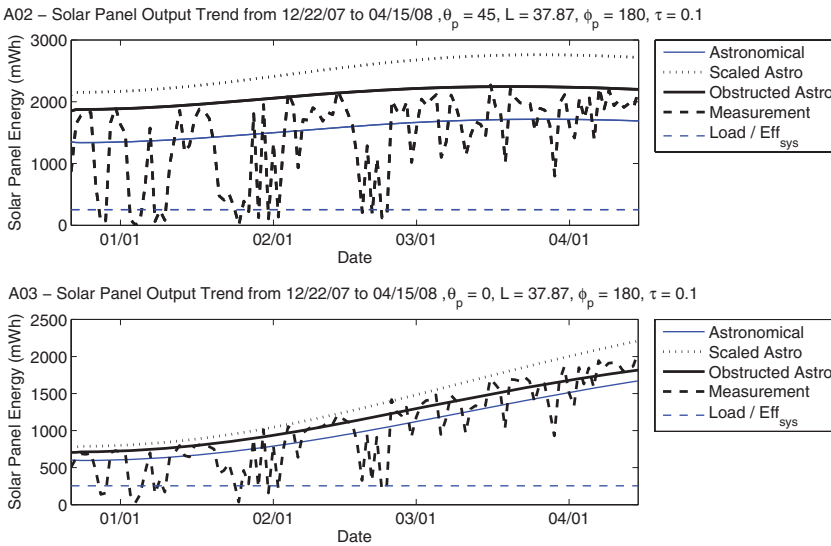 A02 – Solar Panel Output Trend from 12/22/07 to 04/15/08 ,θp = 45, L = 37.87, ϕp = 180, τ = 0.1
Solar Panel Energy (mWh)
3000
2000
1000
0
01/01 02/01 03/01 04/01
Date
Astronomical
Scaled Astro
Obstructed Astro
Measurement
Load / Effsys
A03 – Solar Panel Output Trend from 12/22/07 to 04/15/08 ,θp = 0, L = 37.87, ϕp = 180, τ = 0.1
Solar Panel Energy (mWh)
2500
2000
1500
1000
500
0
01/01 02/01 03/01 04/01
Date
Astronomical
Scaled Astro
Obstructed Astro
Measurement
Load / Effsys